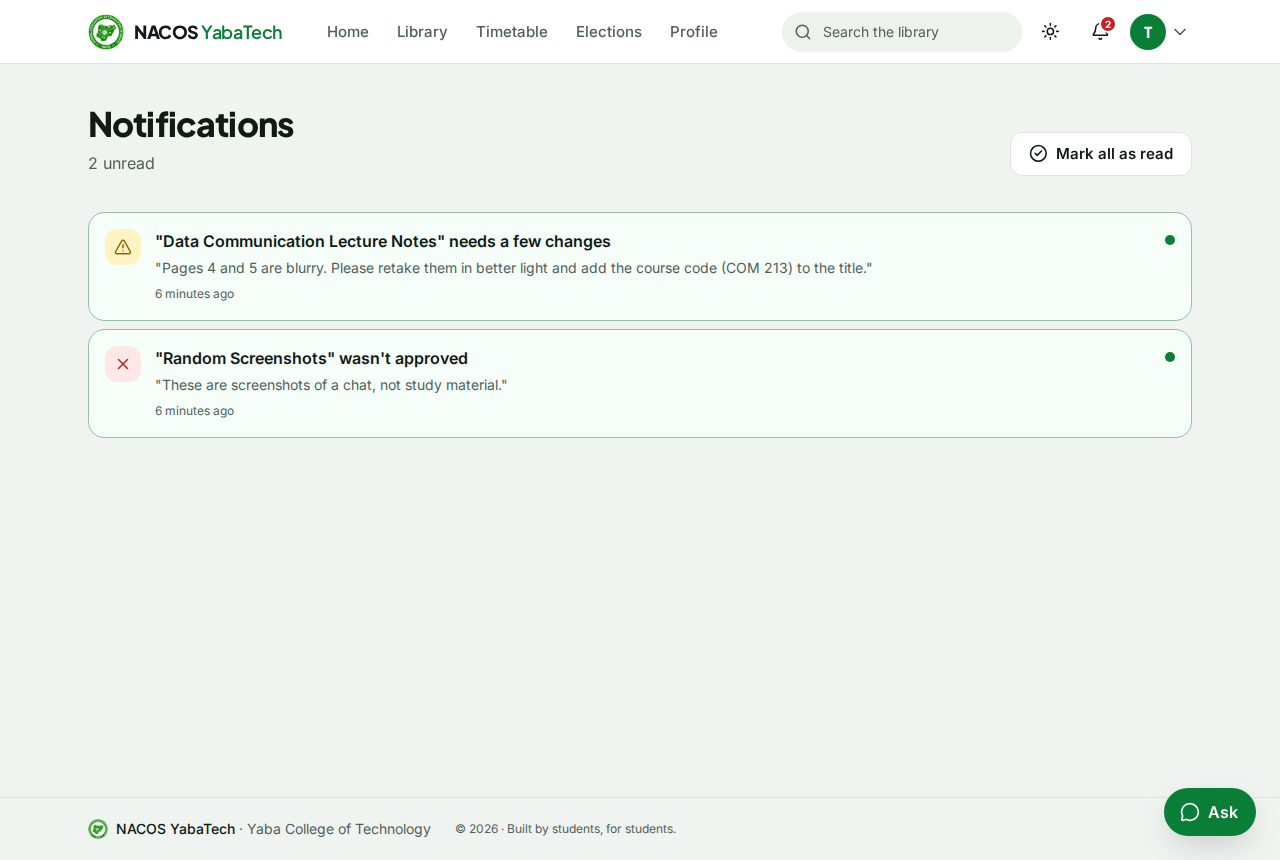 NACOS YabaTech
Home
Library
Timetable
Elections
Profile
Search the library
2
T
Notifications
2 unread
Mark all as read
"Data Communication Lecture Notes" needs a few changes
"Pages 4 and 5 are blurry. Please retake them in better light and add the course code (COM 213) to the title."
6 minutes ago
"Random Screenshots" wasn't approved
"These are screenshots of a chat, not study material."
6 minutes ago
NACOS YabaTech · Yaba College of Technology
© 2026 · Built by students, for students.
Ask